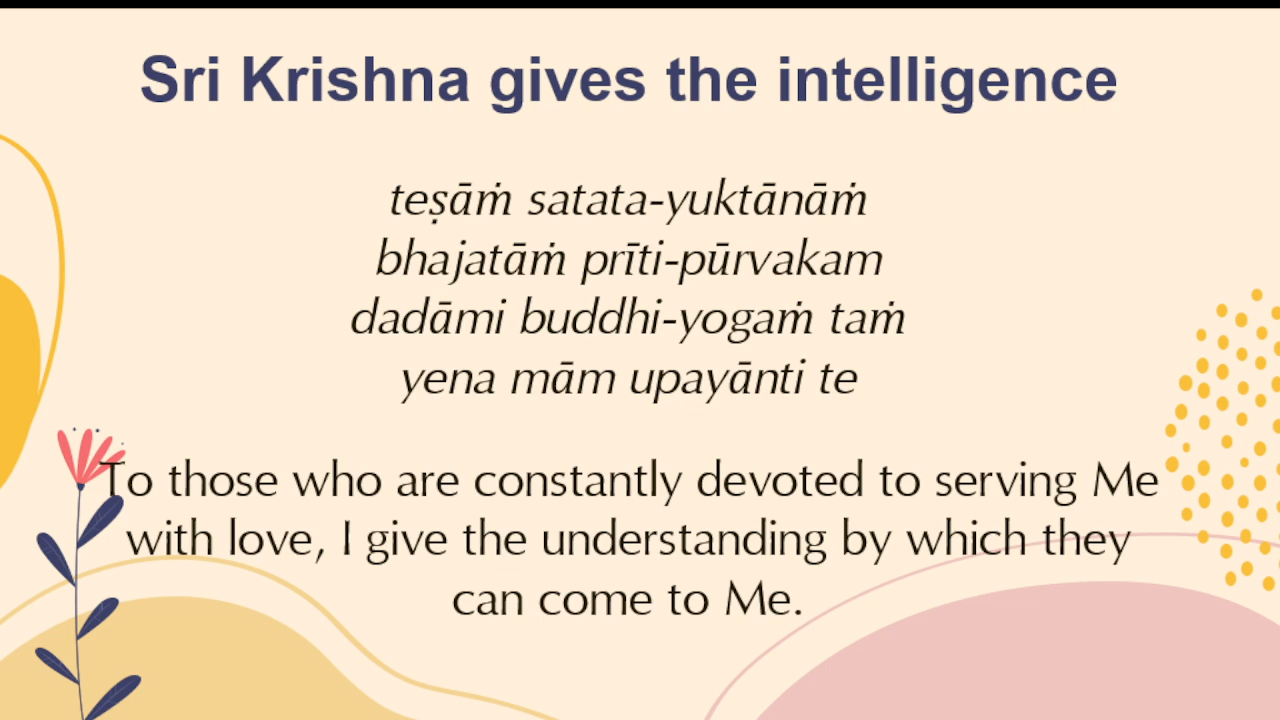 Sri Krishna gives the intelligence
teṣāṁ satata-yuktānāṁ
bhajatāṁ prīti-pūrvakam
dadāmi buddhi-yogaṁ taṁ
yena mām upayānti te
To those who are constantly devoted to serving Me
with love, I give the understanding by which they
can come to Me.